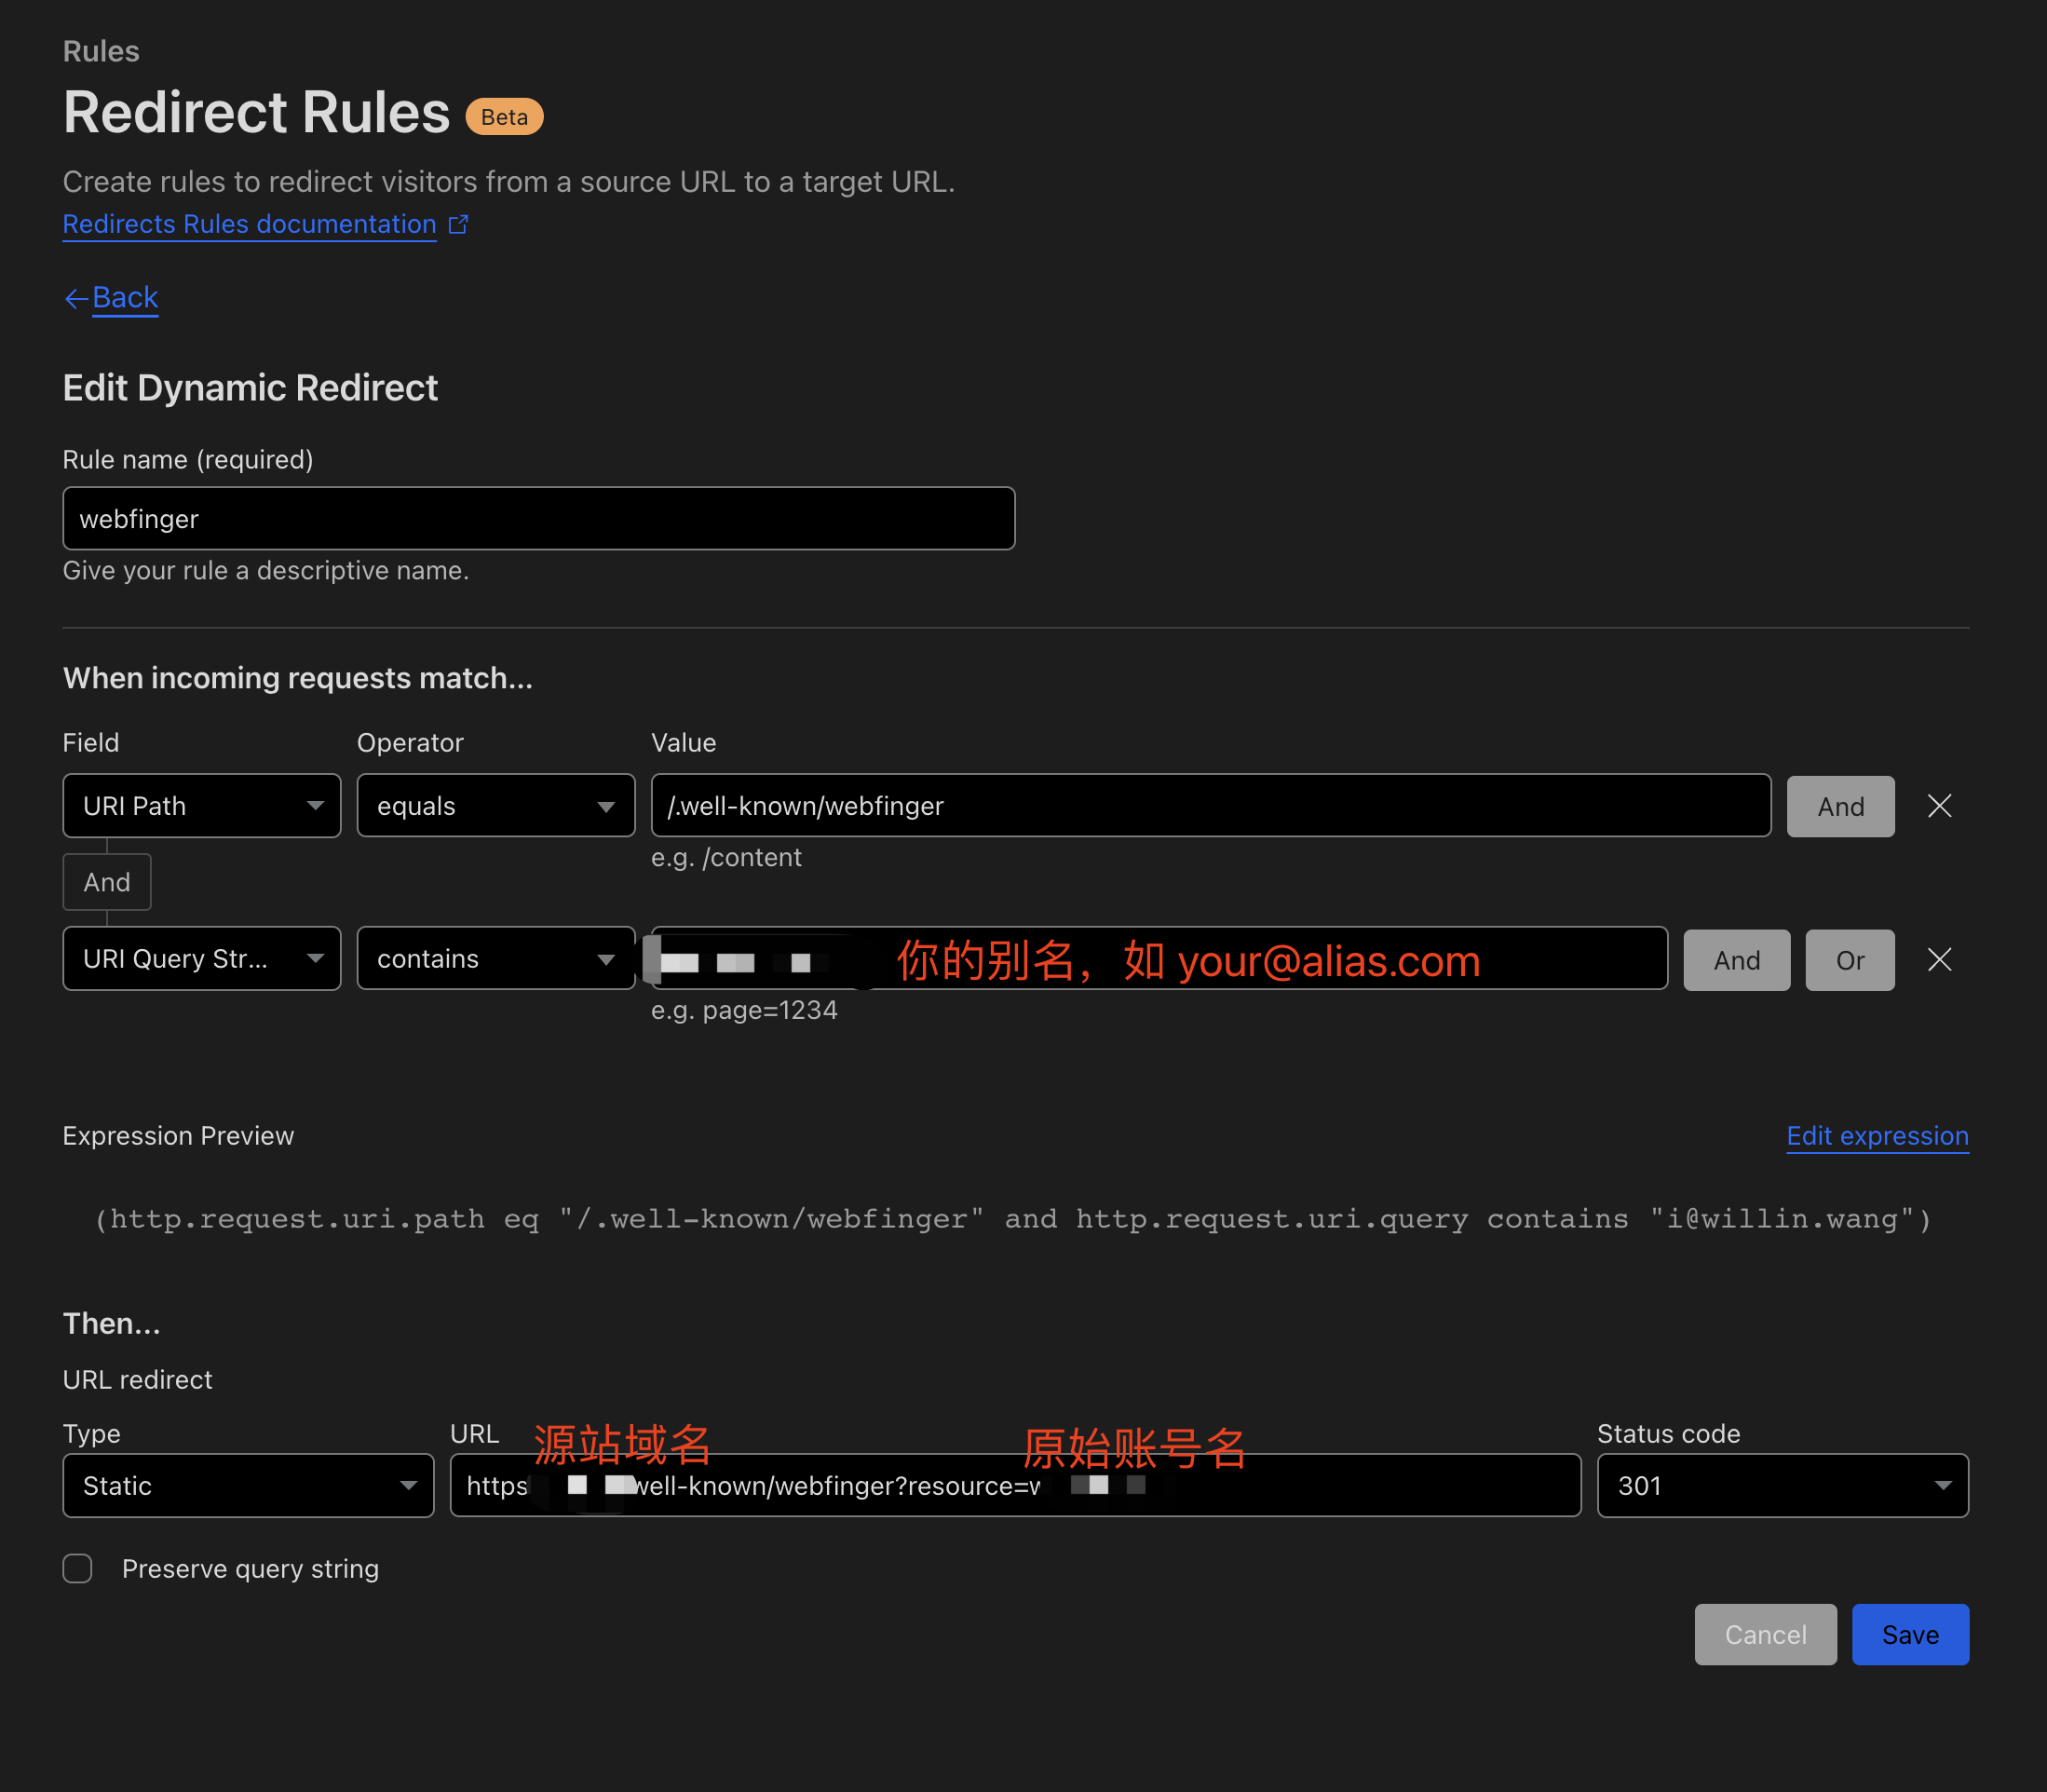 Rules
Redirect Rules Beta
Create rules to redirect visitors from a source URL to a target URL.
Redirects Rules documentation
Back
Edit Dynamic Redirect
Rule name (required)
webfinger
Give your rule a descriptive name.
When incoming requests match...
Field Operator Value
URI Path equals /.well-known/webfinger And
e.g. /content
And
URI Query Str... contains 你的别名，如 your@alias.com And Or
e.g. page=1234
Expression Preview Edit expression
(http.request.uri.path eq "/.well-known/webfinger" and http.request.uri.query contains "i@willin.wang")
Then...
URL redirect
Type URL 源站域名 原始账号名 Status code
Static https well-known/webfinger?resource= 301
Preserve query string
Cancel Save